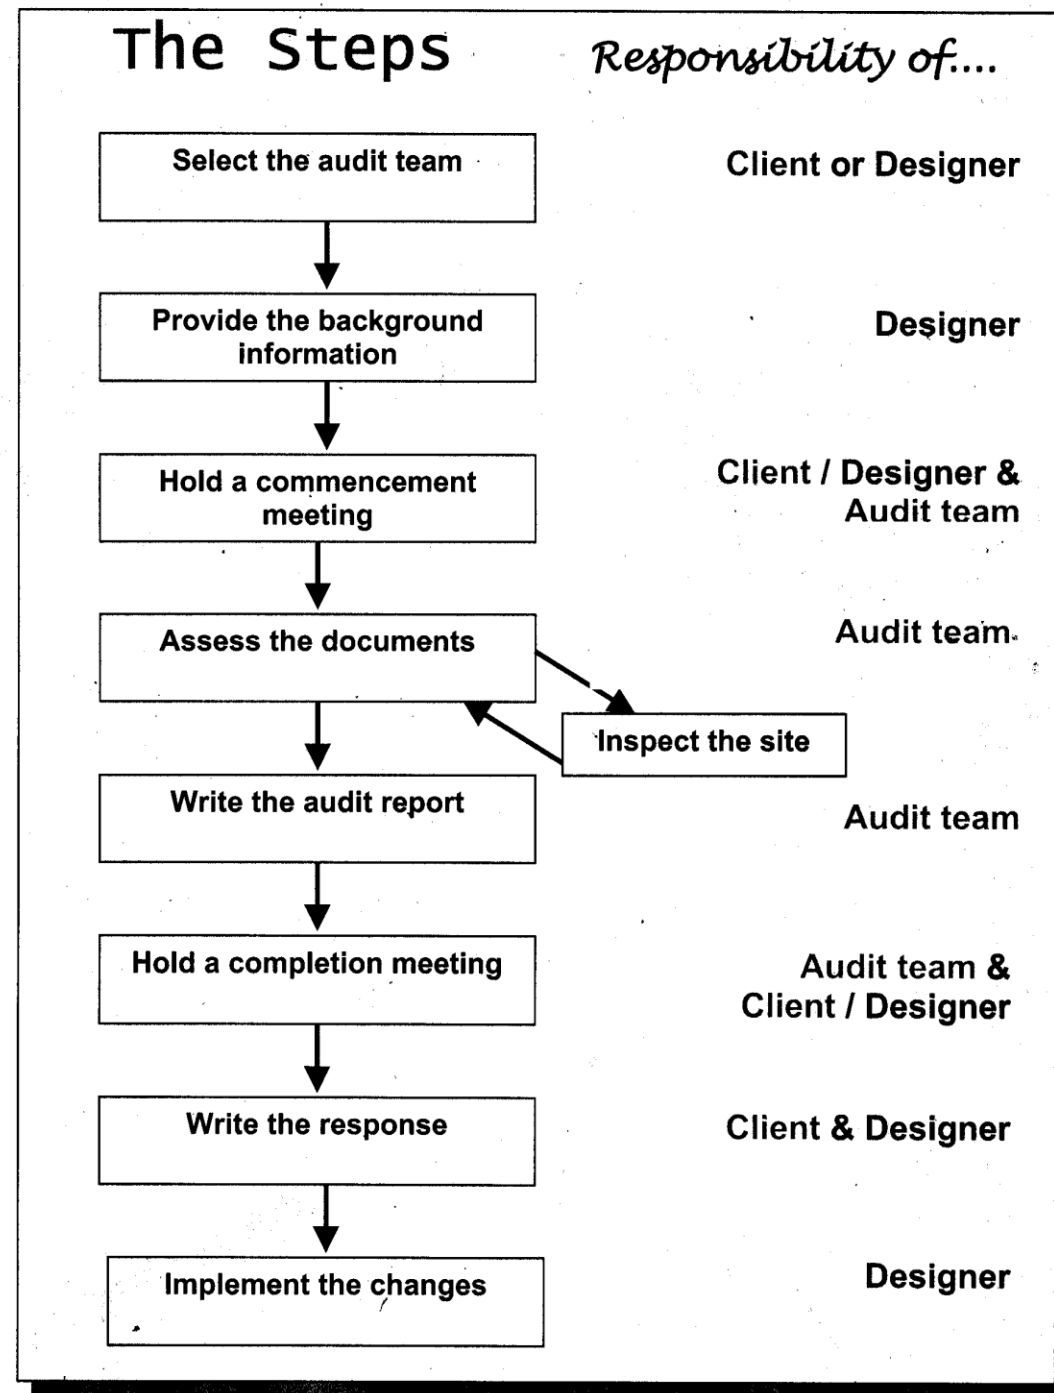 The Steps
Responsibility of....
Select the audit team
Client or Designer
Provide the background
information
Designer
Hold a commencement
meeting
Client / Designer &
Audit team
Assess the documents
Audit team
Inspect the site
Write the audit report
Audit team
Hold a completion meeting
Audit team &
Client / Designer
Write the response
Client & Designer
Implement the changes
Designer